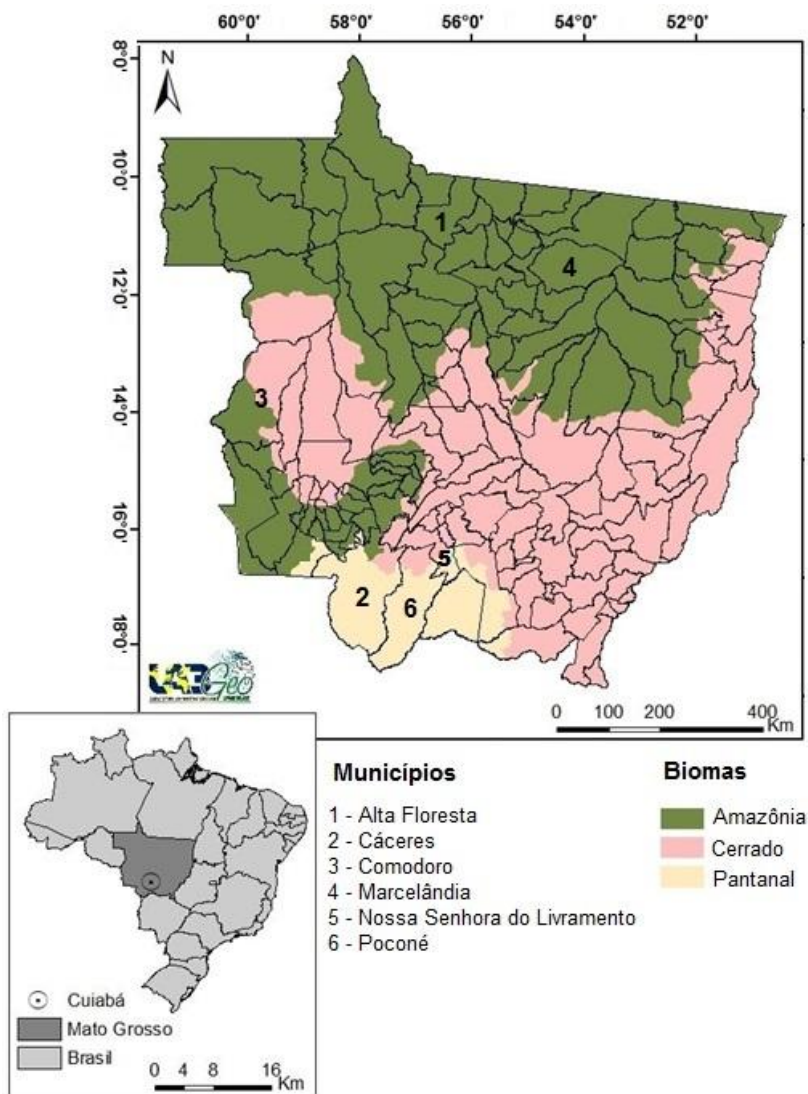 60°0' 58°0' 56°0' 54°0' 52°0'
8°0'
10°0'
12°0'
14°0'
16°0'
18°0'
N
1
4
3
5
2
6
Geo
0 100 200 400
Km
Municípios
1 - Alta Floresta
2 - Cáceres
3 - Comodoro
4 - Marcelândia
5 - Nossa Senhora do Livramento
6 - Poconé
Biomas
Amazônia
Cerrado
Pantanal
Cuiabá
Mato Grosso
Brasil
0 4 8 16
Km